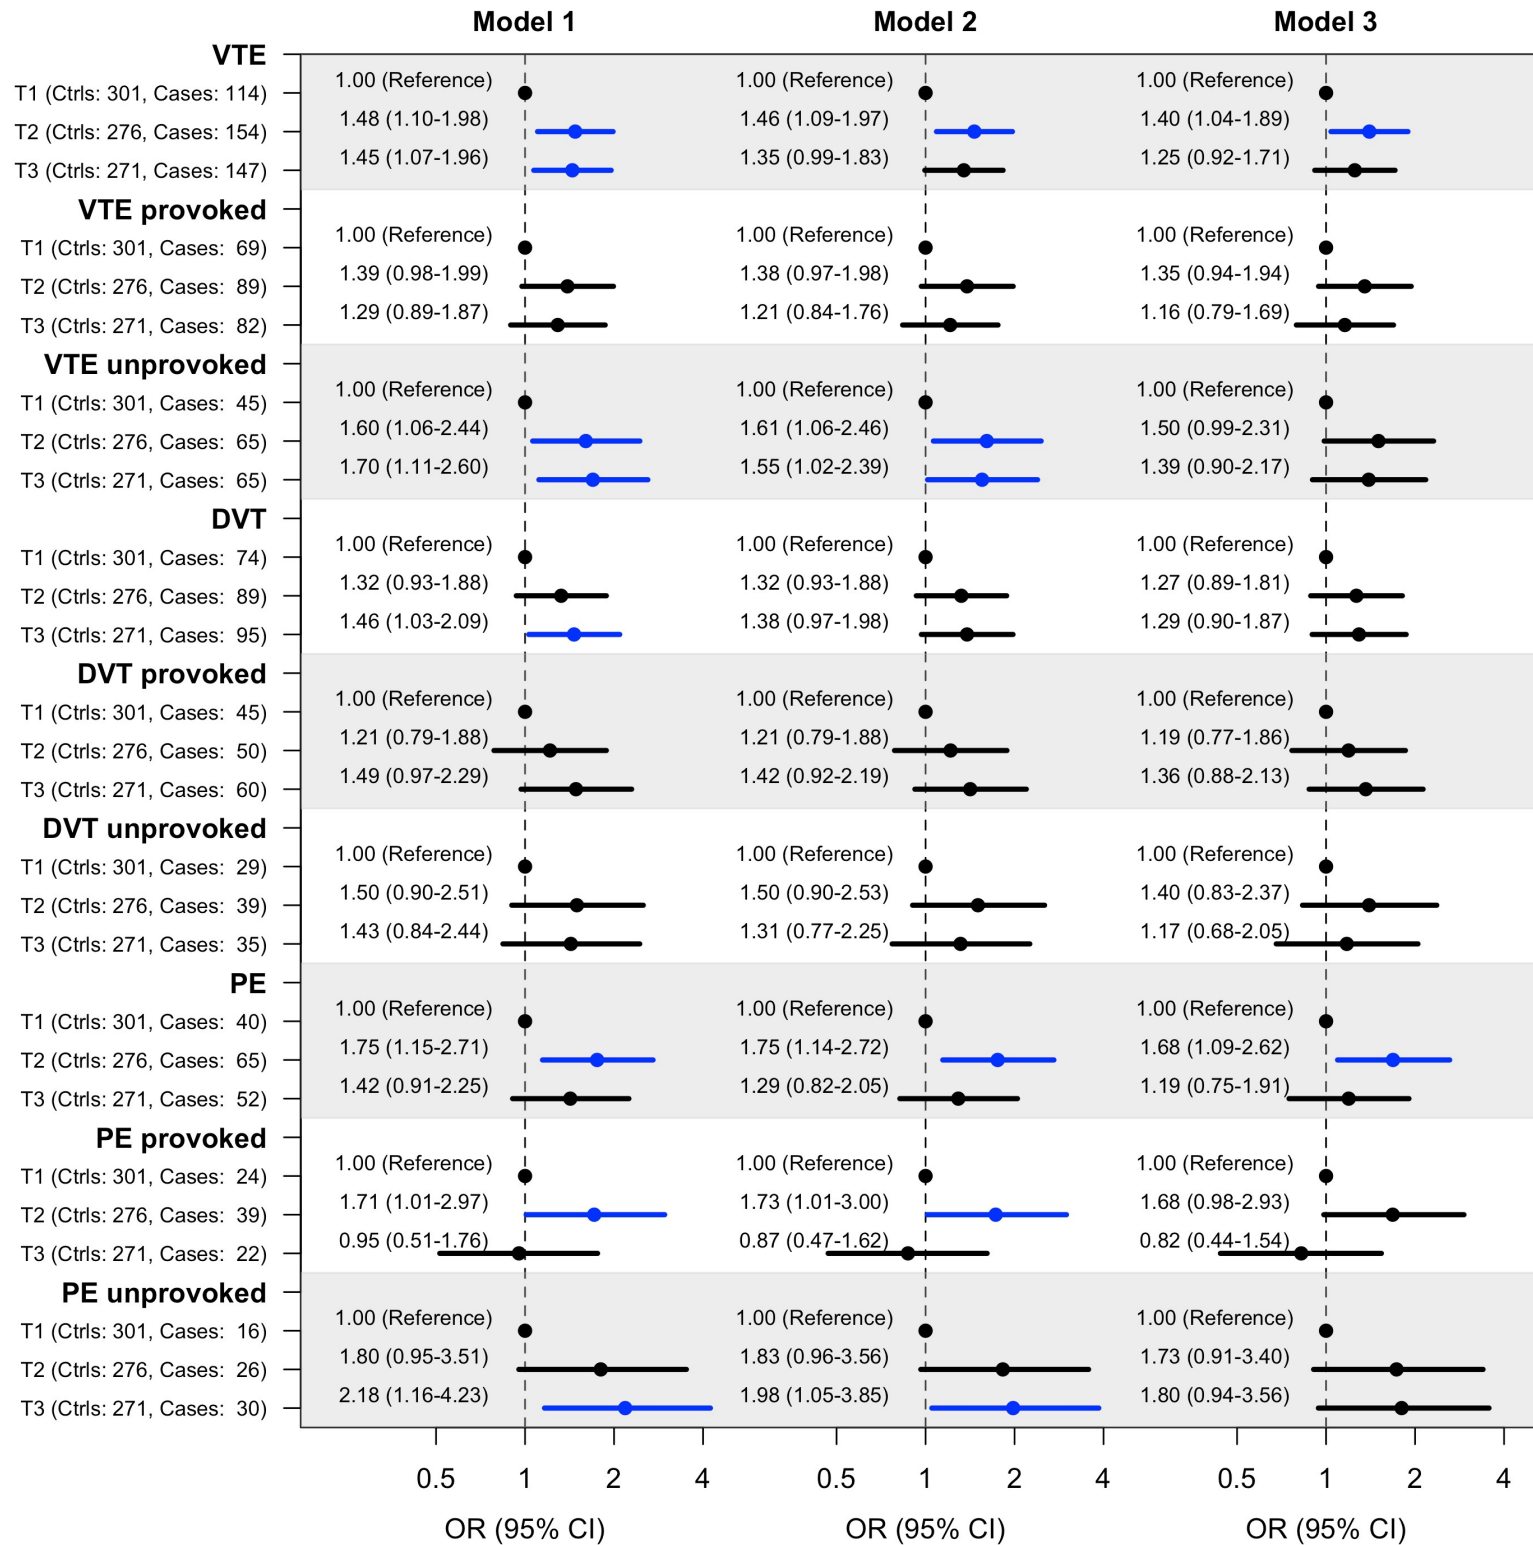 Model 1 Model 2 Model 3
VTE
T1 (Ctrls: 301, Cases: 114) 1.00 (Reference) 1.00 (Reference) 1.00 (Reference)
T2 (Ctrls: 276, Cases: 154) 1.48 (1.10-1.98) 1.46 (1.09-1.97) 1.40 (1.04-1.89)
T3 (Ctrls: 271, Cases: 147) 1.45 (1.07-1.96) 1.35 (0.99-1.83) 1.25 (0.92-1.71)
VTE provoked
T1 (Ctrls: 301, Cases: 69) 1.00 (Reference) 1.00 (Reference) 1.00 (Reference)
T2 (Ctrls: 276, Cases: 89) 1.39 (0.98-1.99) 1.38 (0.97-1.98) 1.35 (0.94-1.94)
T3 (Ctrls: 271, Cases: 82) 1.29 (0.89-1.87) 1.21 (0.84-1.76) 1.16 (0.79-1.69)
VTE unprovoked
T1 (Ctrls: 301, Cases: 45) 1.00 (Reference) 1.00 (Reference) 1.00 (Reference)
T2 (Ctrls: 276, Cases: 65) 1.60 (1.06-2.44) 1.61 (1.06-2.46) 1.50 (0.99-2.31)
T3 (Ctrls: 271, Cases: 65) 1.70 (1.11-2.60) 1.55 (1.02-2.39) 1.39 (0.90-2.17)
DVT
T1 (Ctrls: 301, Cases: 74) 1.00 (Reference) 1.00 (Reference) 1.00 (Reference)
T2 (Ctrls: 276, Cases: 89) 1.32 (0.93-1.88) 1.32 (0.93-1.88) 1.27 (0.89-1.81)
T3 (Ctrls: 271, Cases: 95) 1.46 (1.03-2.09) 1.38 (0.97-1.98) 1.29 (0.90-1.87)
DVT provoked
T1 (Ctrls: 301, Cases: 45) 1.00 (Reference) 1.00 (Reference) 1.00 (Reference)
T2 (Ctrls: 276, Cases: 50) 1.21 (0.79-1.88) 1.21 (0.79-1.88) 1.19 (0.77-1.86)
T3 (Ctrls: 271, Cases: 60) 1.49 (0.97-2.29) 1.42 (0.92-2.19) 1.36 (0.88-2.13)
DVT unprovoked
T1 (Ctrls: 301, Cases: 29) 1.00 (Reference) 1.00 (Reference) 1.00 (Reference)
T2 (Ctrls: 276, Cases: 39) 1.50 (0.90-2.51) 1.50 (0.90-2.53) 1.40 (0.83-2.37)
T3 (Ctrls: 271, Cases: 35) 1.43 (0.84-2.44) 1.31 (0.77-2.25) 1.17 (0.68-2.05)
PE
T1 (Ctrls: 301, Cases: 40) 1.00 (Reference) 1.00 (Reference) 1.00 (Reference)
T2 (Ctrls: 276, Cases: 65) 1.75 (1.15-2.71) 1.75 (1.14-2.72) 1.68 (1.09-2.62)
T3 (Ctrls: 271, Cases: 52) 1.42 (0.91-2.25) 1.29 (0.82-2.05) 1.19 (0.75-1.91)
PE provoked
T1 (Ctrls: 301, Cases: 24) 1.00 (Reference) 1.00 (Reference) 1.00 (Reference)
T2 (Ctrls: 276, Cases: 39) 1.71 (1.01-2.97) 1.73 (1.01-3.00) 1.68 (0.98-2.93)
T3 (Ctrls: 271, Cases: 22) 0.95 (0.51-1.76) 0.87 (0.47-1.62) 0.82 (0.44-1.54)
PE unprovoked
T1 (Ctrls: 301, Cases: 16) 1.00 (Reference) 1.00 (Reference) 1.00 (Reference)
T2 (Ctrls: 276, Cases: 26) 1.80 (0.95-3.51) 1.83 (0.96-3.56) 1.73 (0.91-3.40)
T3 (Ctrls: 271, Cases: 30) 2.18 (1.16-4.23) 1.98 (1.05-3.85) 1.80 (0.94-3.56)
0.5 1 2 4 0.5 1 2 4 0.5 1 2 4
OR (95% CI) OR (95% CI) OR (95% CI)